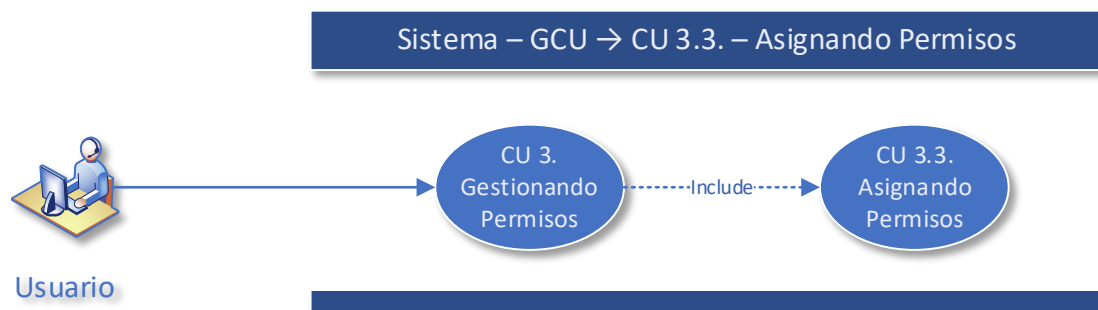 Sistema – GCU → CU 3.3. – Asignando Permisos
CU 3.
Gestionando
Permisos
Include
CU 3.3.
Asignando
Permisos
Usuario